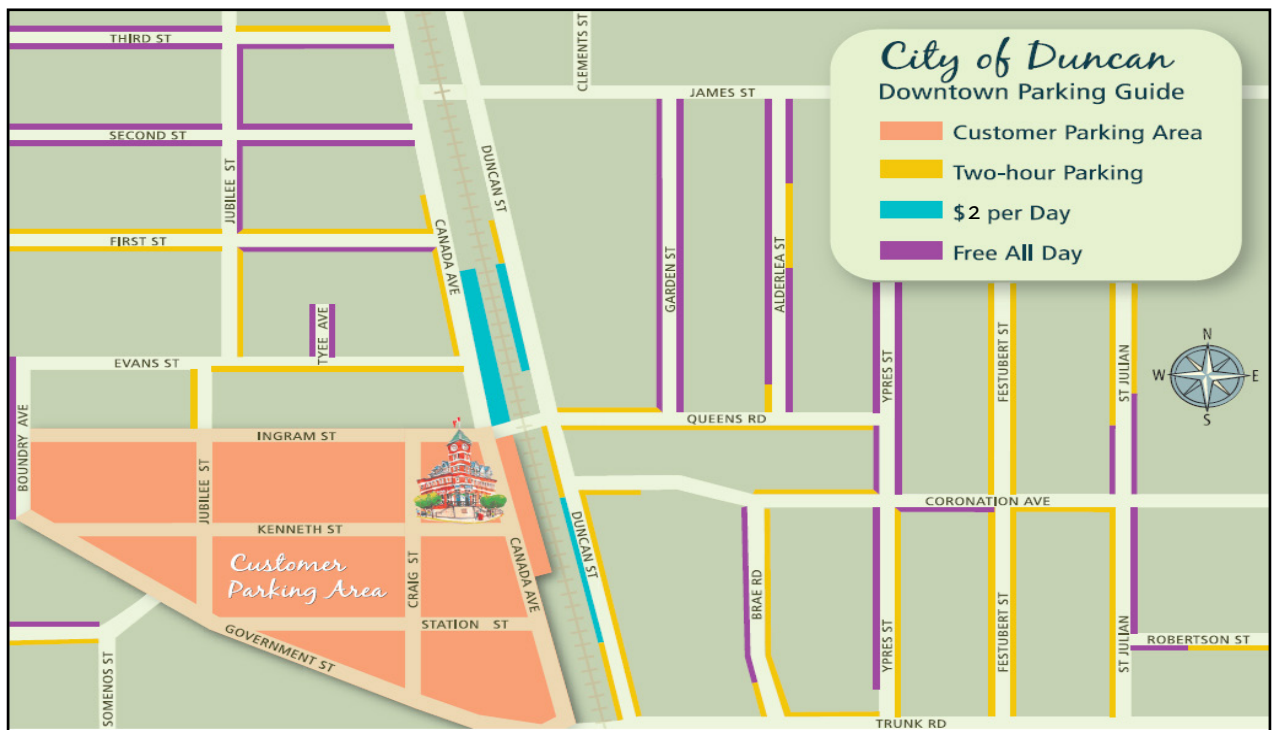 City of Duncan
Downtown Parking Guide
Customer Parking Area
Two-hour Parking
$2 per Day
Free All Day
THIRD ST
CLEMENTS ST
JAMES ST
SECOND ST
DUNCAN ST
JUBILEE ST
CANADA AVE
FIRST ST
GARDEN ST
ALDERLEA ST
TYEE AVE
EVANS ST
YPRES ST
FESTUBERT ST
ST JULIAN
N
W
E
S
QUEENS RD
INGRAM ST
BOUNDRY AVE
JUBILEE ST
CORONATION AVE
KENNETH ST
DUNCAN ST
CANADA AVE
CRAIG ST
Customer
Parking Area
BRAE RD
STATION ST
GOVERNMENT ST
YPRES ST
FESTUBERT ST
ST JULIAN
ROBERTSON ST
SOMENOS ST
TRUNK RD